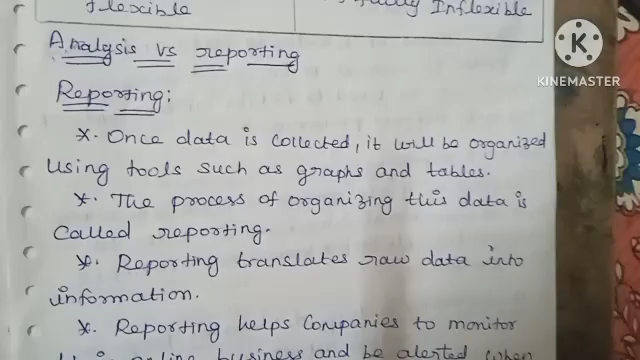 flexible
Inflexible
Analysis vs reporting
Reporting:
*. Once data is collected, it will be organized
using tools such as graphs and tables.
*. The process of organizing this data is
called reporting.
*. Reporting translates raw data into
information.
*. Reporting helps companies to monitor
online business and be alerted when
K
KINEMASTER